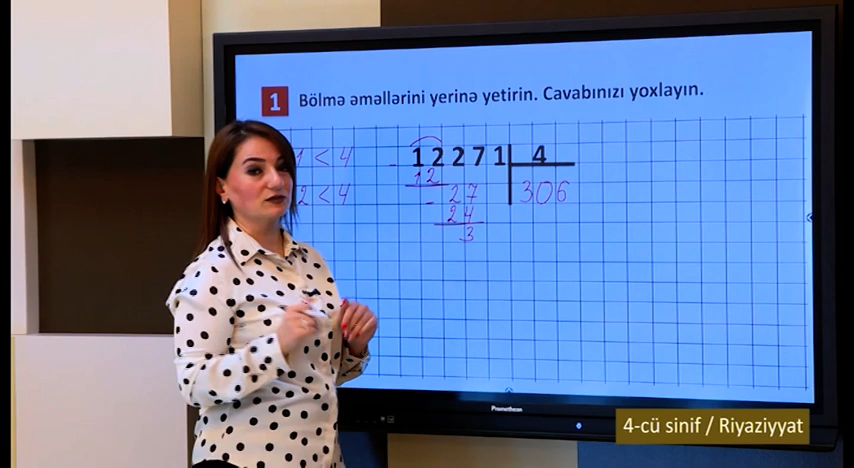 1 Bölmə əməllərini yerinə yetirin. Cavabınızı yoxlayın.
1 < 4
- 12271 4
2 < 4
12
306
- 27
24
3
Promethean
4-cü sinif / Riyaziyyat